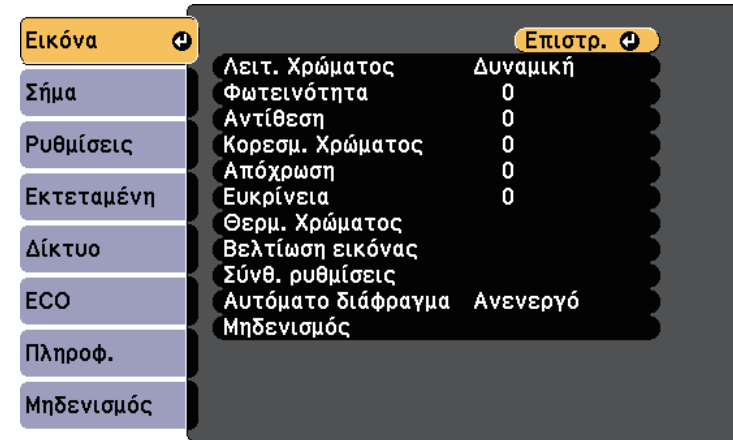 Εικόνα
Σήμα
Ρυθμίσεις
Εκτεταμένη
Δίκτυο
ECO
Πληροφ.
Μηδενισμός
Επιστρ.
Λειτ. Χρώματος Δυναμική
Φωτεινότητα 0
Αντίθεση 0
Κορεσμ. Χρώματος 0
Απόχρωση 0
Ευκρίνεια 0
Θερμ. Χρώματος
Βελτίωση εικόνας
Σύνθ. ρυθμίσεις
Αυτόματο διάφραγμα Ανενεργό
Μηδενισμός